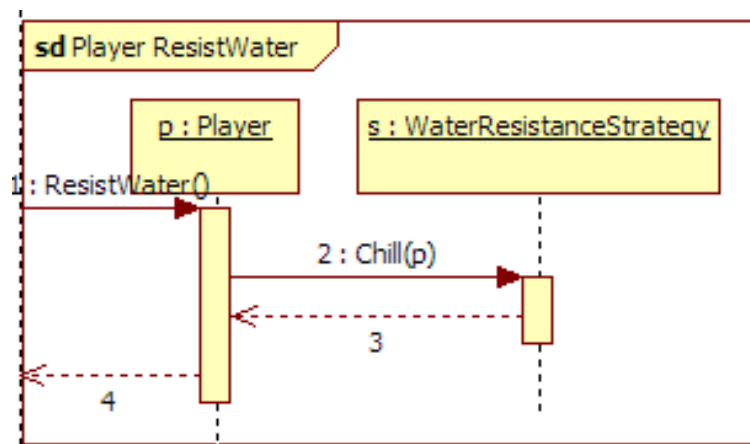 sd Player ResistWater
p : Player
s : WaterResistanceStrategy
1 : ResistWater()
2 : Chill(p)
3
4